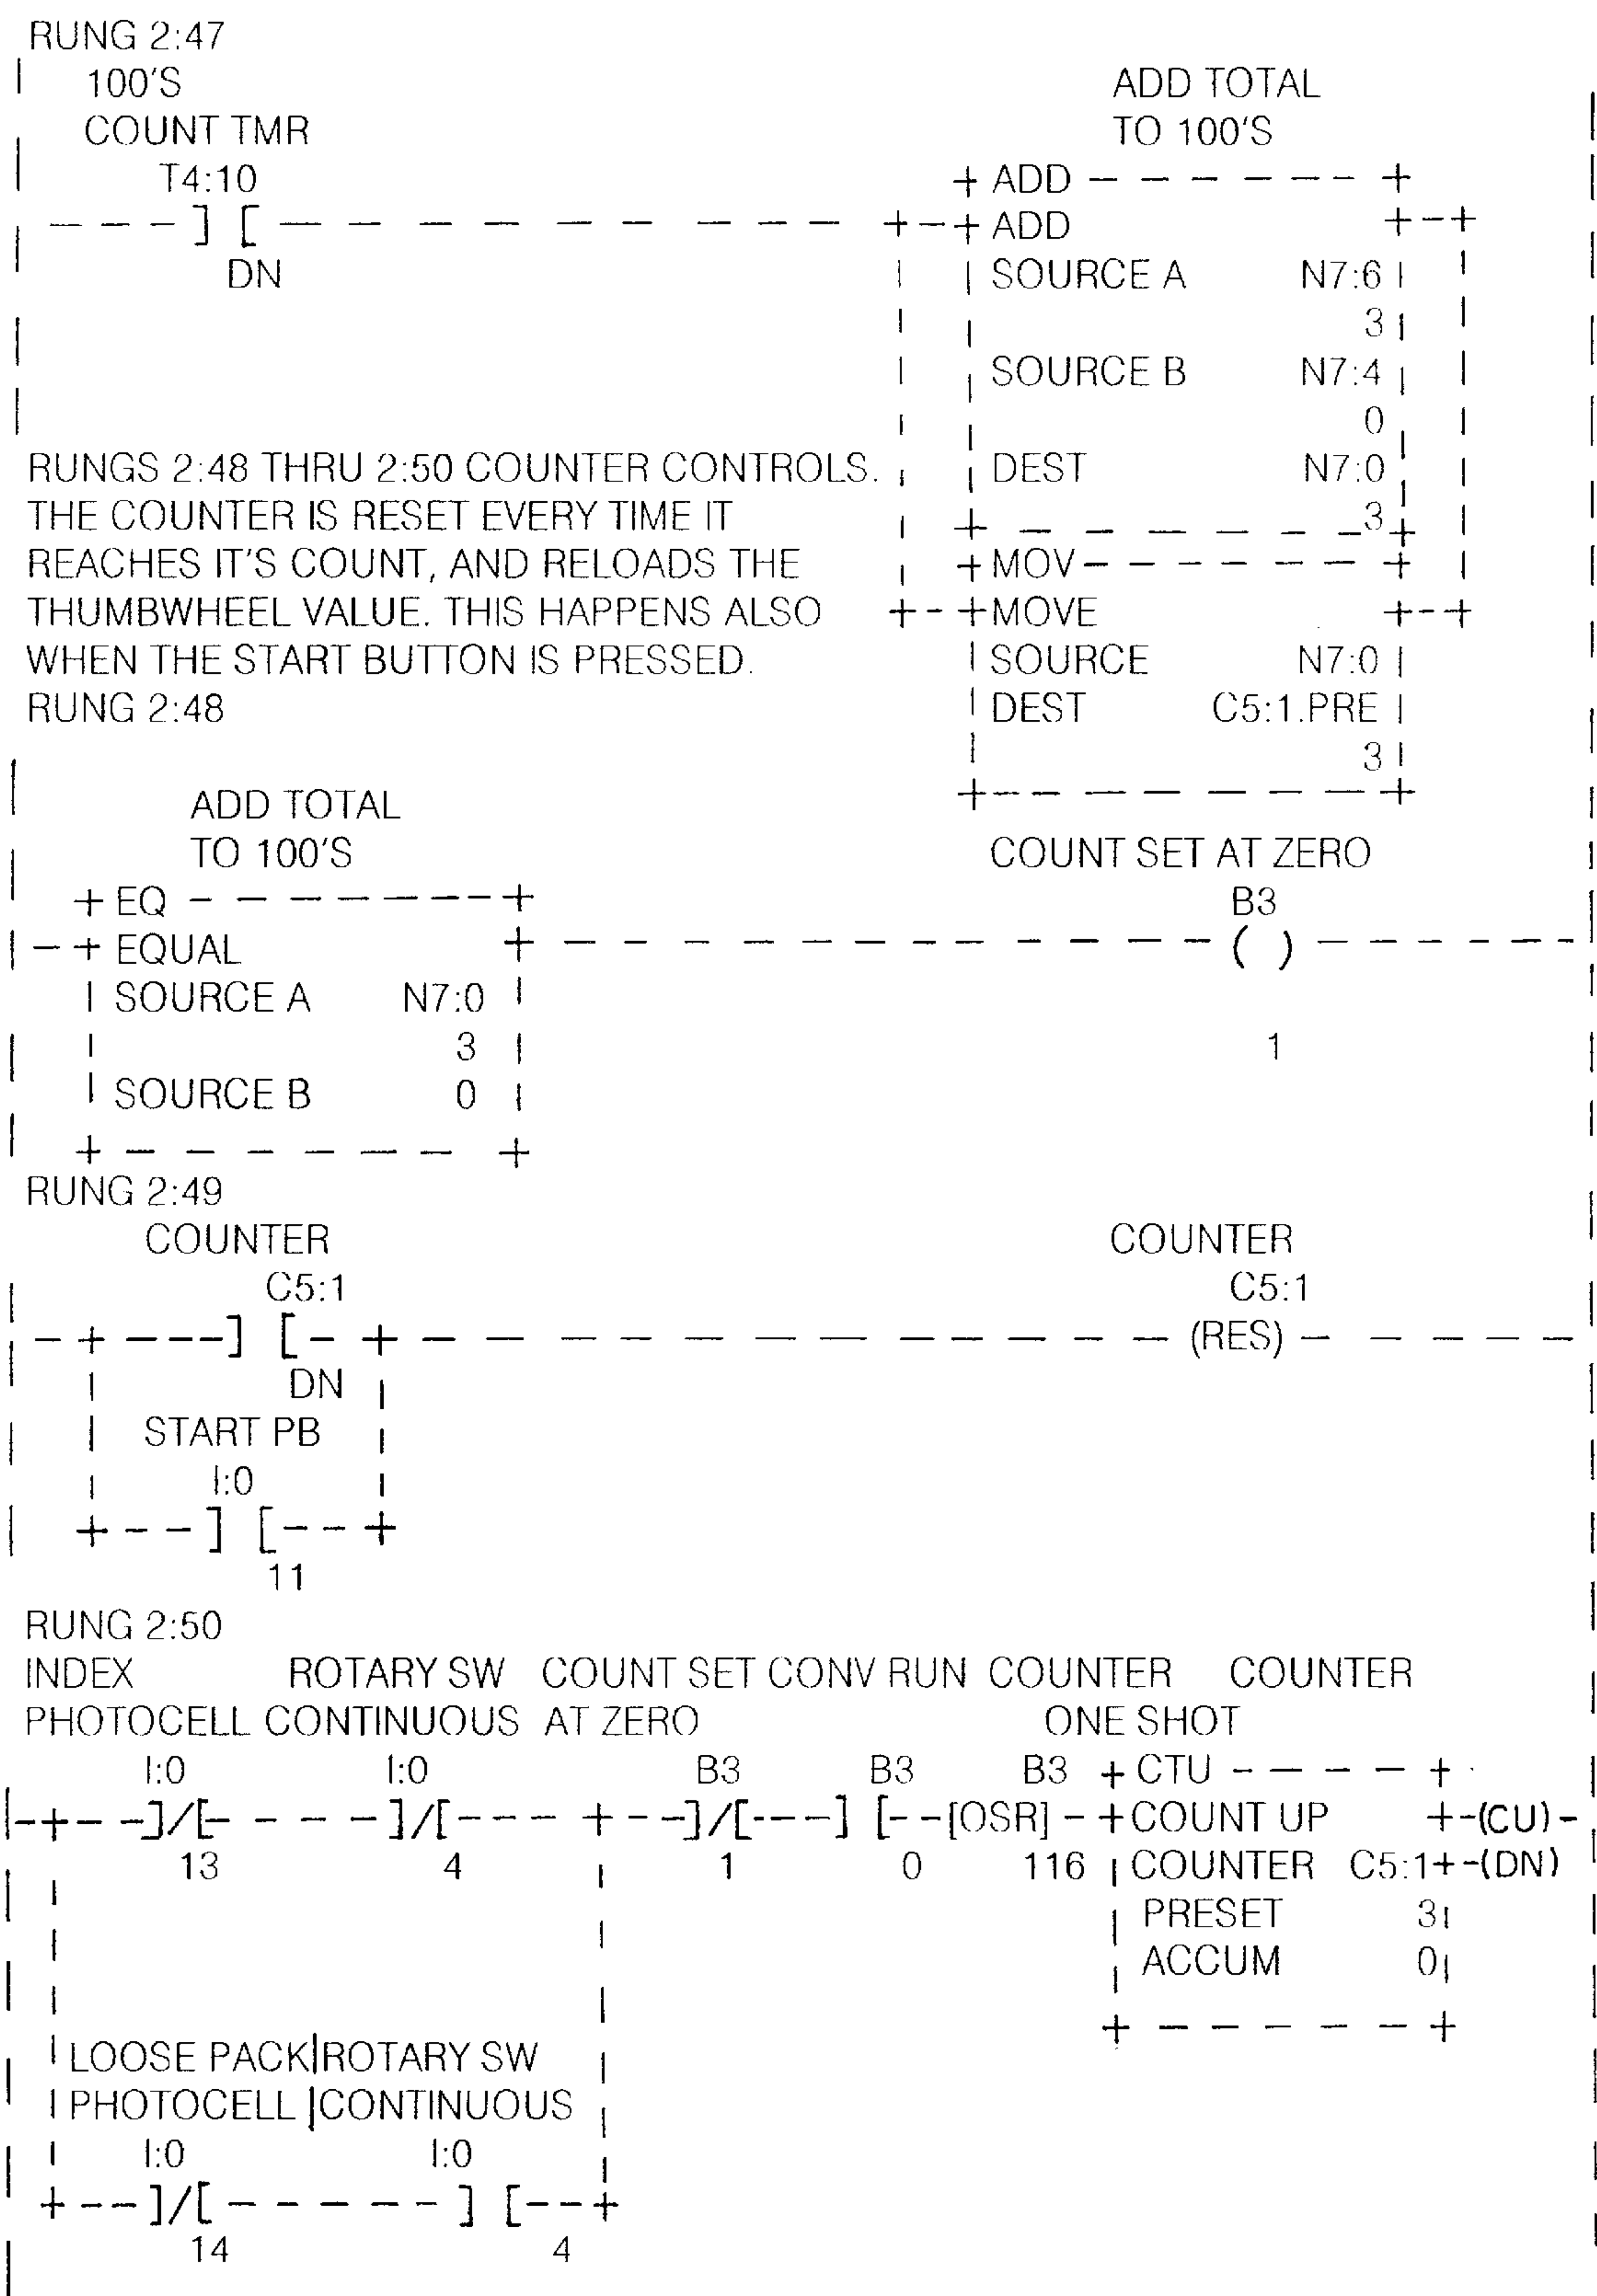 RUNG 2:47
100'S ADD TOTAL
COUNT TMR TO 100'S
T4:10 + ADD - - - - - - - +
- - - ] [ - - - - - - - - - - - + - + ADD + - +
DN | | SOURCE A N7:6 | |
3
SOURCE B N7:4
0
RUNGS 2:48 THRU 2:50 COUNTER CONTROLS. DEST N7:0
THE COUNTER IS RESET EVERY TIME IT + - - - - - - 3 +
REACHES IT'S COUNT, AND RELOADS THE + MOV - - - - - - +
THUMBWHEEL VALUE. THIS HAPPENS ALSO + - + MOVE + - +
WHEN THE START BUTTON IS PRESSED. SOURCE N7:0
RUNG 2:48 DEST C5:1.PRE
3
ADD TOTAL + - - - - - - - +
TO 100'S COUNT SET AT ZERO
+ EQ - - - - - - - + B3
- + EQUAL + - - - - - - - - - - - - ( ) - - - - - -
SOURCE A N7:0
3 1
SOURCE B 0
+ - - - - - - - +
RUNG 2:49
COUNTER COUNTER
C5:1 C5:1
- + - - - ] [ - + - - - - - - - - - - - - - (RES) - - - - -
DN
START PB
I:0
+ - - - ] [ - - +
11
RUNG 2:50
INDEX ROTARY SW COUNT SET CONV RUN COUNTER COUNTER
PHOTOCELL CONTINUOUS AT ZERO ONE SHOT
I:0 I:0 B3 B3 B3 + CTU - - - - - +
|-+- - -]/[- - - - -]/[- - - + - -]/[- - -] [- -[OSR] - + COUNT UP +-(CU)-
13 4 1 0 116 | COUNTER C5:1+-(DN)
PRESET 3
ACCUM 0
+ - - - - - - +
LOOSE PACK|ROTARY SW
PHOTOCELL |CONTINUOUS
I:0 I:0
+ - - ]/[ - - - - - - ] [ - - +
14 4